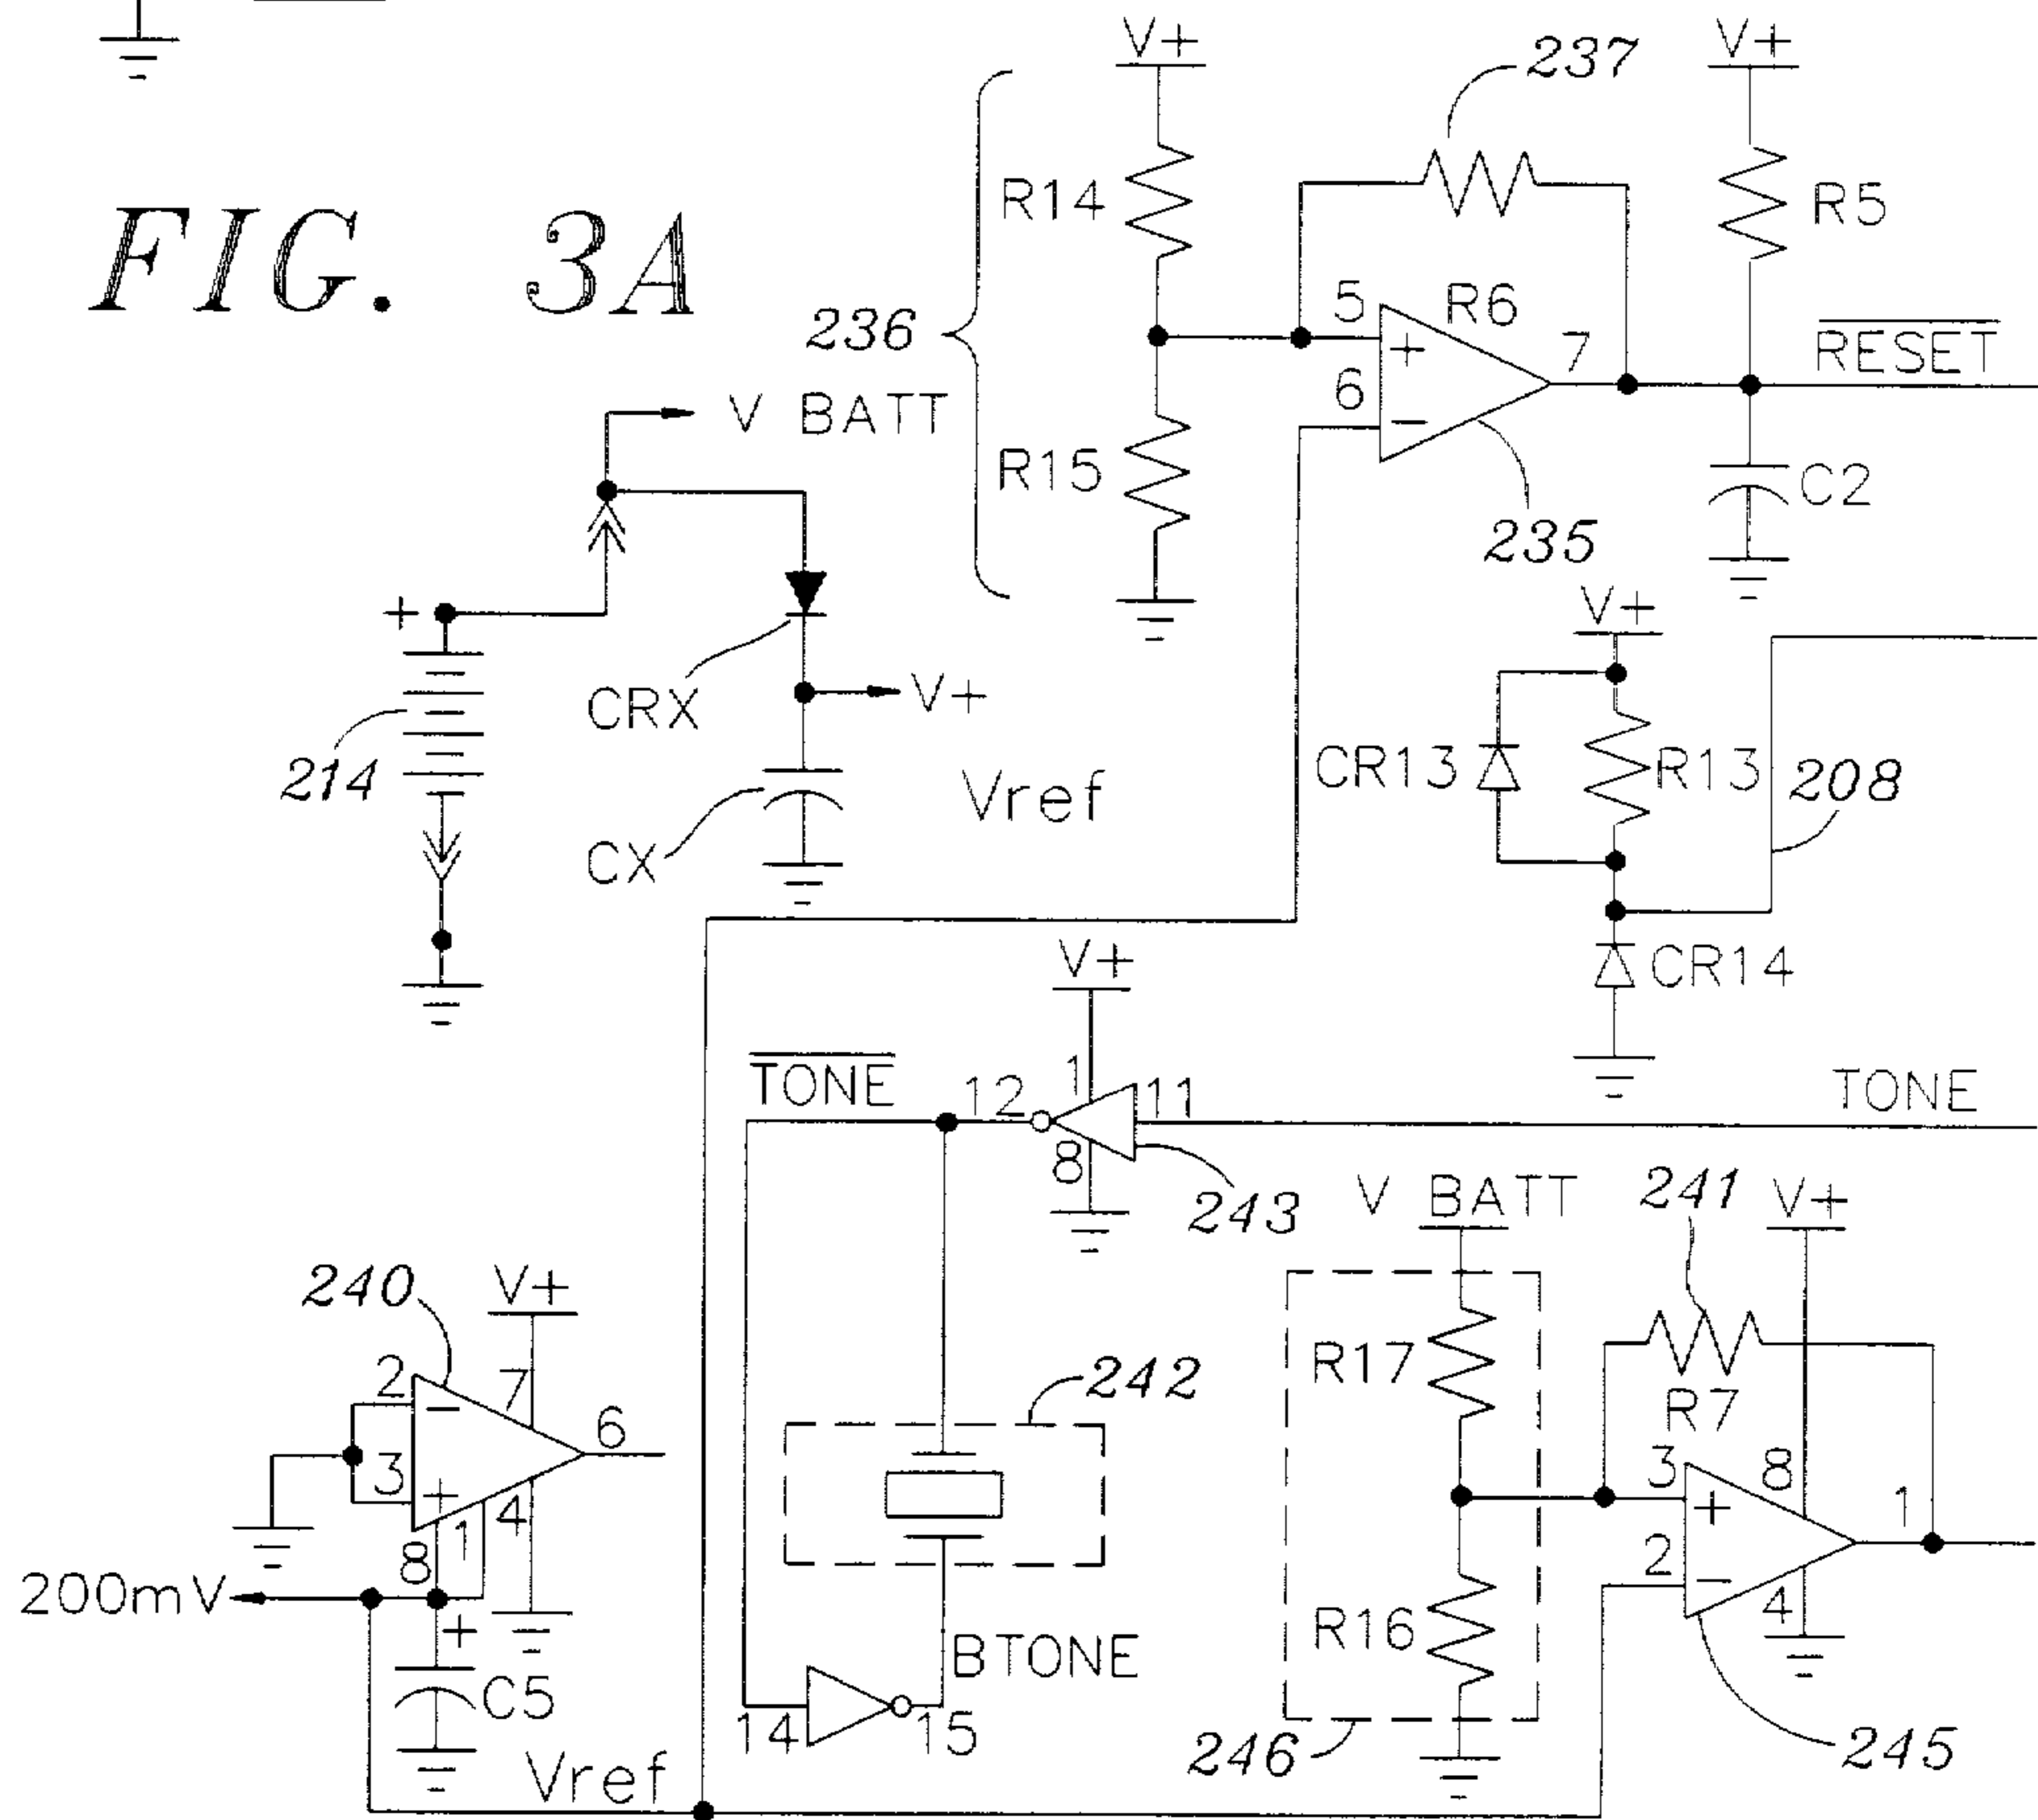 V+
V+
237
R14
R5
FIG. 3A
236
5
R6
+
7
RESET
6
−
V BATT
R15
C2
235
+
V+
CRX
V+
214
CR13
R13
208
Vref
CX
CR14
V+
TONE
12
1
11
TONE
8
243
V BATT
241
V+
240
V+
2
−
7
6
3
+
1
4
8
242
R17
R7
3
8
+
1
2
−
4
200mV
+
C5
R16
BTONE
14
15
246
245
Vref